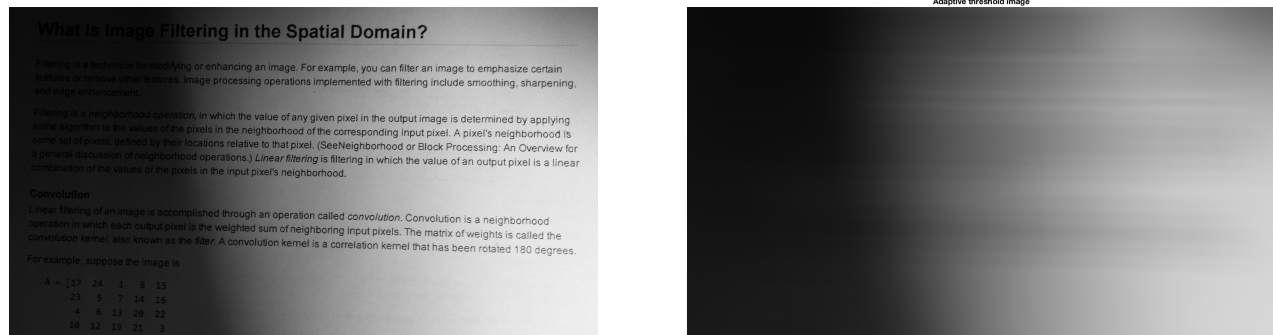 What Is Image Filtering in the Spatial Domain?
Filtering is a technique for modifying or enhancing an image. For example, you can filter an image to emphasize certain
features or remove other features. Image processing operations implemented with filtering include smoothing, sharpening,
and edge enhancement.
Filtering is a neighborhood operation, in which the value of any given pixel in the output image is determined by applying
some algorithm to the values of the pixels in the neighborhood of the corresponding input pixel. A pixel's neighborhood is
some set of pixels, defined by their locations relative to that pixel. (SeeNeighborhood or Block Processing: An Overview for
a general discussion of neighborhood operations.) Linear filtering is filtering in which the value of an output pixel is a linear
combination of the values of the pixels in the input pixel's neighborhood.
Convolution
Linear filtering of an image is accomplished through an operation called convolution. Convolution is a neighborhood
operation in which each output pixel is the weighted sum of neighboring input pixels. The matrix of weights is called the
convolution kernel, also known as the filter. A convolution kernel is a correlation kernel that has been rotated 180 degrees.
For example, suppose the image is
A = [17 24 1 8 15
23 5 7 14 16
4 6 13 20 22
10 12 19 21 3
Adaptive threshold image